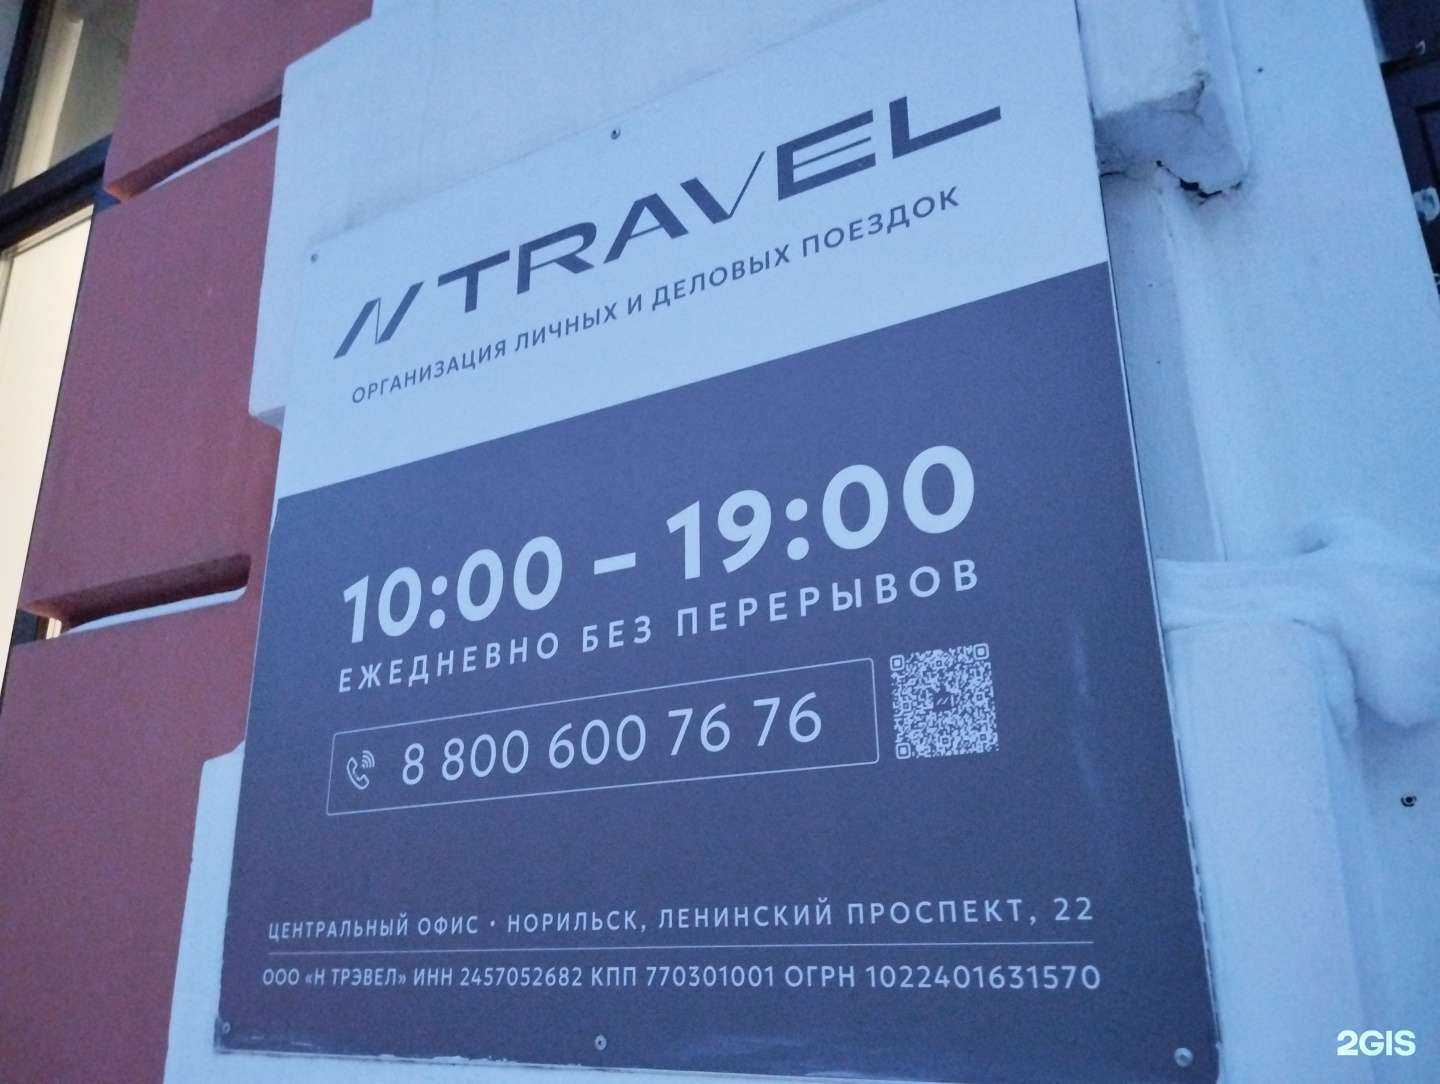 N TRAVEL
ОРГАНИЗАЦИЯ ЛИЧНЫХ И ДЕЛОВЫХ ПОЕЗДОК
10:00 – 19:00
ЕЖЕДНЕВНО БЕЗ ПЕРЕРЫВОВ
8 800 600 76 76
ЦЕНТРАЛЬНЫЙ ОФИС • НОРИЛЬСК, ЛЕНИНСКИЙ ПРОСПЕКТ, 22
ООО «Н ТРЭВЕЛ» ИНН 2457052682 КПП 770301001 ОГРН 1022401631570
2GIS